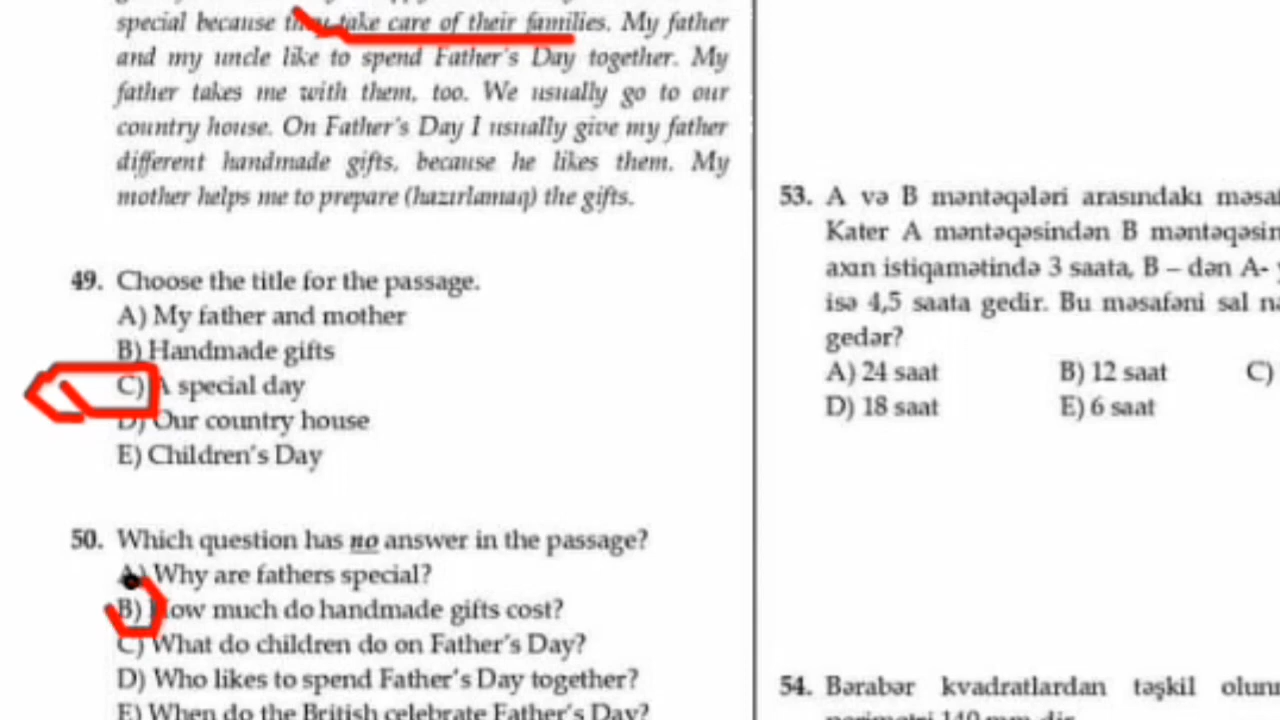 special because they take care of their families. My father
and my uncle like to spend Father's Day together. My
father takes me with them, too. We usually go to our
country house. On Father's Day I usually give my father
different handmade gifts, because he likes them. My
mother helps me to prepare (hazırlamaq) the gifts.
49. Choose the title for the passage.
A) My father and mother
B) Handmade gifts
C) A special day
D) Our country house
E) Children's Day
50. Which question has no answer in the passage?
A) Why are fathers special?
B) How much do handmade gifts cost?
C) What do children do on Father's Day?
D) Who likes to spend Father's Day together?
E) When do the British celebrate Father's Day?
53. A və B məntəqələri arasındakı
Kater A məntəqəsindən B
axın istiqamətində 3 saata, B – dən A-
isə 4,5 saata gedir. Bu məsafəni sal
gedər?
A) 24 saat B) 12 saat C)
D) 18 saat E) 6 saat
54. Bərabər kvadratlardan təşkil
perimetri 140 mm-dir